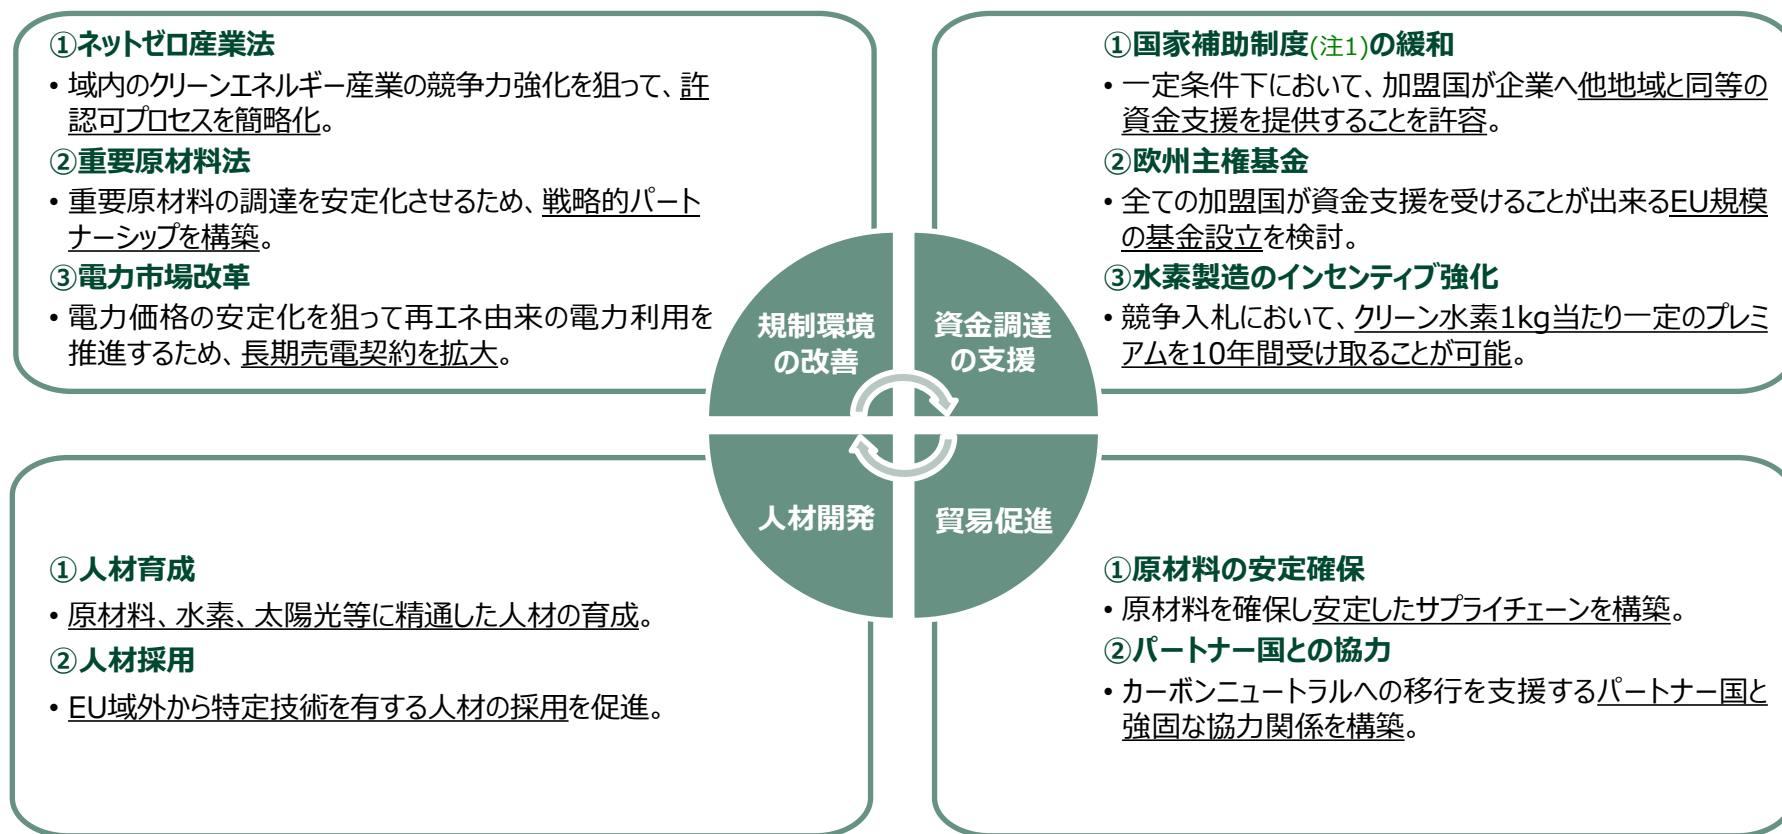 ①ネットゼロ産業法
• 域内のクリーンエネルギー産業の競争力強化を狙って、許
認可プロセスを簡略化。
②重要原材料法
• 重要原材料の調達を安定化させるため、戦略的パート
ナーシップを構築。
③電力市場改革
• 電力価格の安定化を狙って再エネ由来の電力利用を
推進するため、長期売電契約を拡大。
①国家補助制度(注1)の緩和
• 一定条件下において、加盟国が企業へ他地域と同等の
資金支援を提供することを許容。
②欧州主権基金
• 全ての加盟国が資金支援を受けることが出来るEU規模
の基金設立を検討。
③水素製造のインセンティブ強化
• 競争入札において、クリーン水素1kg当たり一定のプレミ
アムを10年間受け取ることが可能。
規制環境
の改善
資金調達
の支援
人材開発
貿易促進
①人材育成
• 原材料、水素、太陽光等に精通した人材の育成。
②人材採用
• EU域外から特定技術を有する人材の採用を促進。
①原材料の安定確保
• 原材料を確保し安定したサプライチェーンを構築。
②パートナー国との協力
• カーボンニュートラルへの移行を支援するパートナー国と
強固な協力関係を構築。